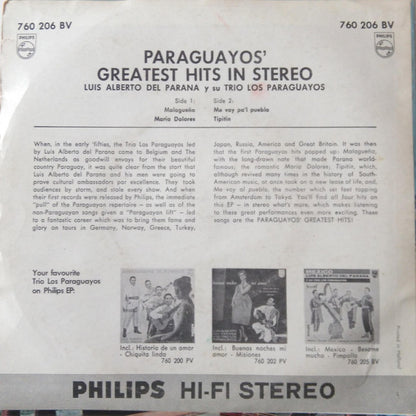 760 206 BV
760 206 BV
PHILIPS
PHILIPS
PARAGUAYOS'
GREATEST HITS IN STEREO
LUIS ALBERTO DEL PARANA y su TRIO LOS PARAGUAYOS
Side 1:
Malagueña
Maria Dolores
Side 2:
Me voy pa'l pueblo
Tipitin
When, in the early 'fifties, the Trio Los Paraguayos led
by Luis Alberto del Parana came to Belgium and The
Netherlands as goodwill envoys for their beautiful
country Paraguay, it was quite clear from the start that
Luis Alberto and his men were going to prove
cultural ambassadors par excellence. They took
audiences by storm, and stole every show. And when
their first records were released by Philips, the immediate
"pull" of the Paraguayan repertoire — as well as of the
non-Paraguayan songs given a "Paraguayan lift" — led
to a fantastic career which was to bring them fame and
glory on tours in Germany, Norway, Greece, Turkey,
Japan, Russia, America and Great Britain. It was then
that the first Paraguayos hits popped up: Malagueña,
with the long-drawn note that made Parana world-
famous; the romantic Maria Dolores; Tipitin, which,
although revived many times in the history of South-
American music, at once took on a new lease of life, and,
Me voy al pueblo, the number which set feet tapping
from Amsterdam to Tokyo. You'll find all four hits on
this EP – in stereo what's more, which makes listening
to these great performances even more exciting. These
songs are the PARAGUAYOS' GREATEST HITS!
Your favourite
Trio Los Paraguayos
on Philips EP:
Incl.: Historia de un amor
- Chiquita linda
760 200 PV
Incl.: Buenas noches mi
amor - Misiones
760 202 PV
MEXICO
LUIS ALBERTO DEL PARANA
Incl.: Mexico - Besame
mucho - Pimpollo
760 205 BV
Printed in Holland
PHILIPS HI-FI STEREO